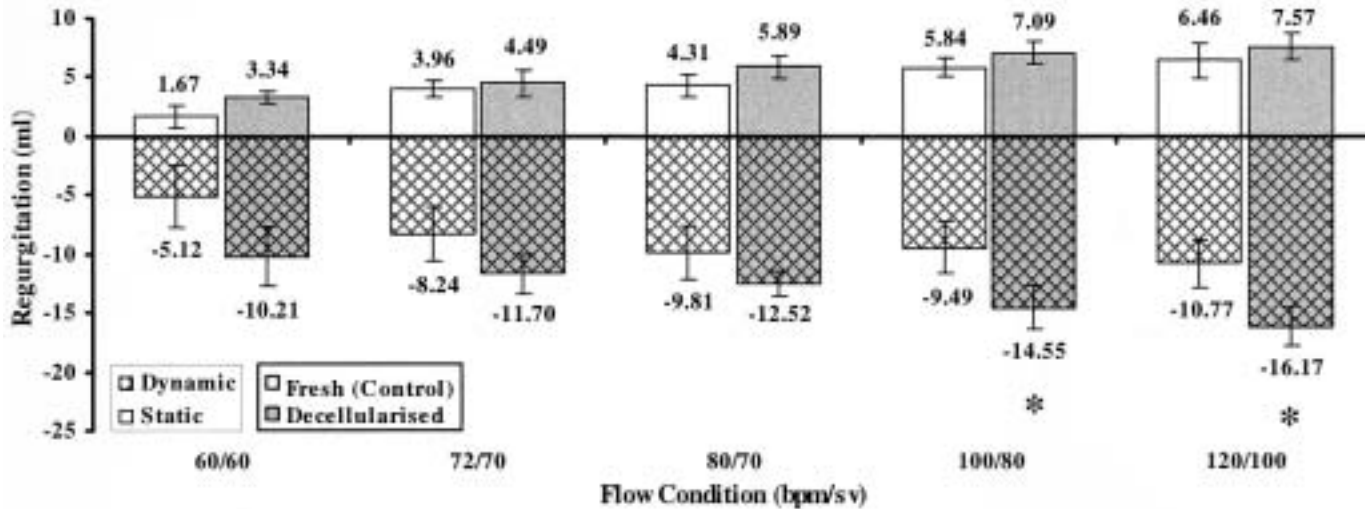 10
5
0
-5
-10
-15
-20
-25
Regurgitation (ml)
1.67 3.34 3.96 4.49 4.31 5.89 5.84 7.09 6.46 7.57
-5.12 -10.21 -8.24 -11.70 -9.81 -12.52 -9.49 -14.55 -10.77 -16.17
* *
Dynamic
Static
Fresh (Control)
Decellularised
60/60 72/70 80/70 100/80 120/100
Flow Condition (bpm/sv)